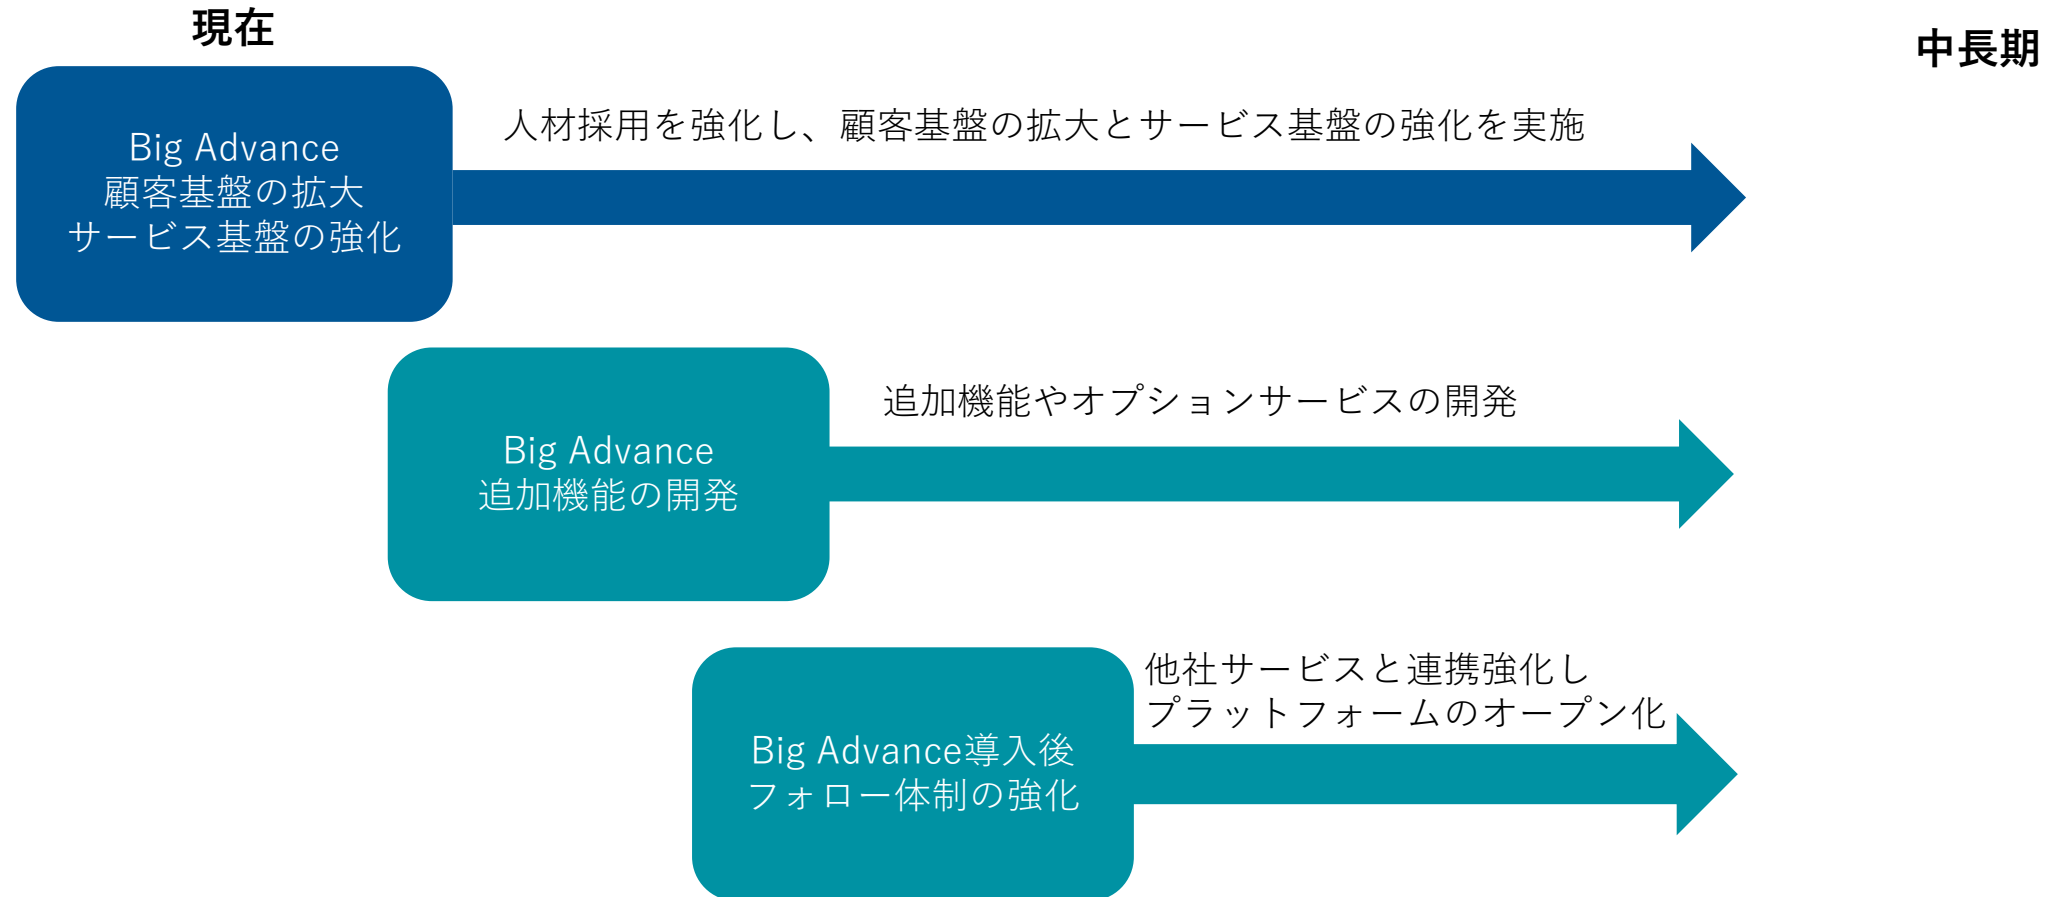 現在
中長期
Big Advance
顧客基盤の拡大
サービス基盤の強化
人材採用を強化し、顧客基盤の拡大とサービス基盤の強化を実施
Big Advance
追加機能の開発
追加機能やオプションサービスの開発
Big Advance導入後
フォロー体制の強化
他社サービスと連携強化し
プラットフォームのオープン化